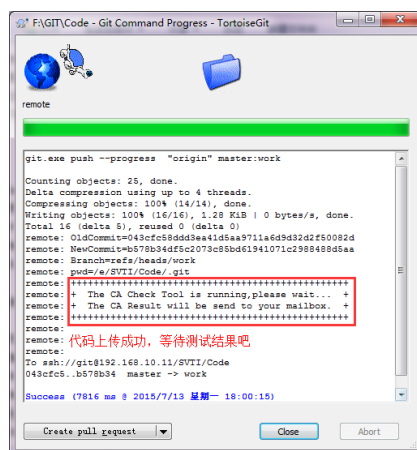 F:\GIT\Code - Git Command Progress - TortoiseGit
remote
git.exe push --progress "origin" master:work
Counting objects: 25, done.
Delta compression using up to 4 threads.
Compressing objects: 100% (14/14), done.
Writing objects: 100% (16/16), 1.28 KiB | 0 bytes/s, done.
Total 16 (delta 5), reused 0 (delta 0)
remote: OldCommit=043cfc58ddd3ea41d5aa9711a6d9d32d2f50082d
remote: NewCommit=b578b34df5c2073c85bd61941071c2988488d5aa
remote: Branch=refs/heads/work
remote: pwd=/e/SVTI/Code/.git
remote: ++++++++++++++++++++++++++++++++++++++++++++++++
remote: +  The CA Check Tool is running,please wait...  +
remote: +  The CA Result will be send to your mailbox.  +
remote: ++++++++++++++++++++++++++++++++++++++++++++++++
remote:
remote: 代码上传成功，等待测试结果吧
remote:
To ssh://git@192.168.10.11/SVTI/Code
043cfc5..b578b34  master -> work
Success (7816 ms @ 2015/7/13 星期一 18:00:15)
Create pull request
Close
Abort